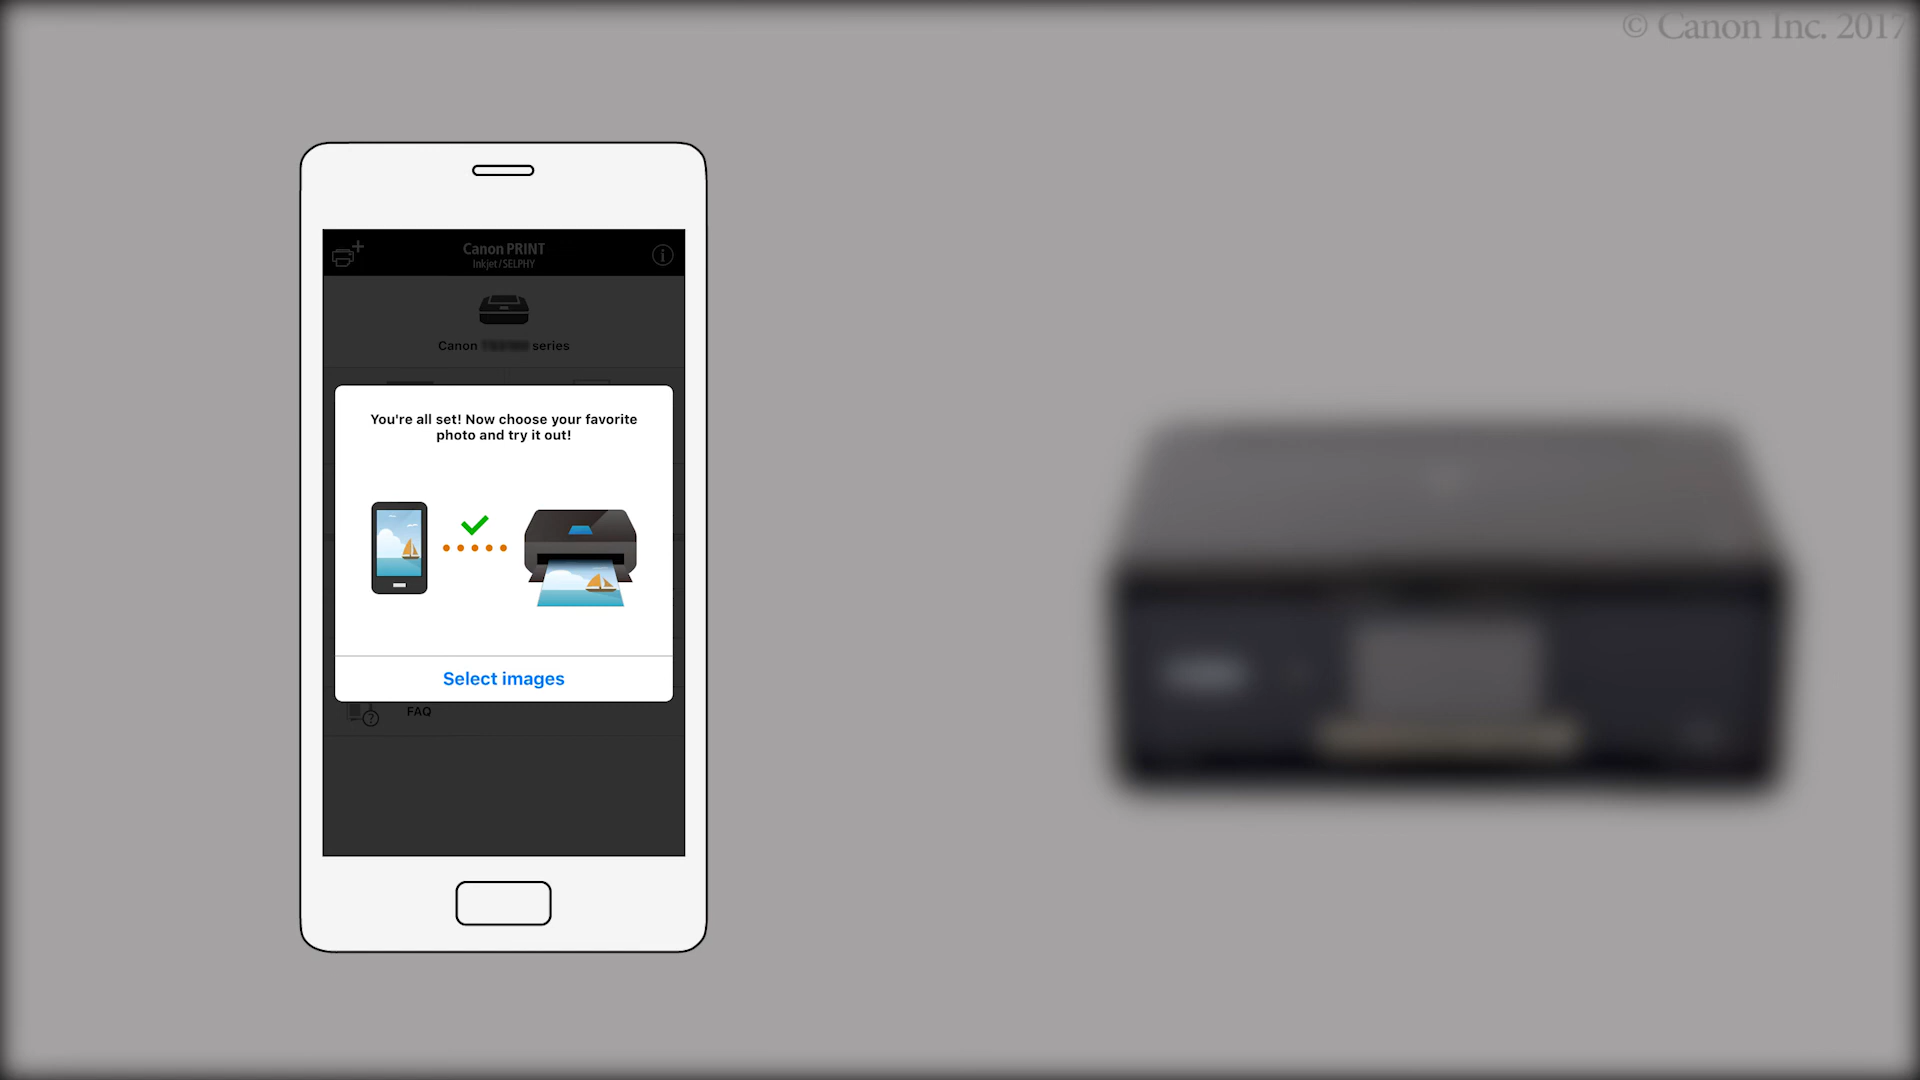 © Canon Inc. 2017
Canon PRINT
Inkjet/SELPHY
Canon series
You're all set! Now choose your favorite
photo and try it out!
Select images
FAQ